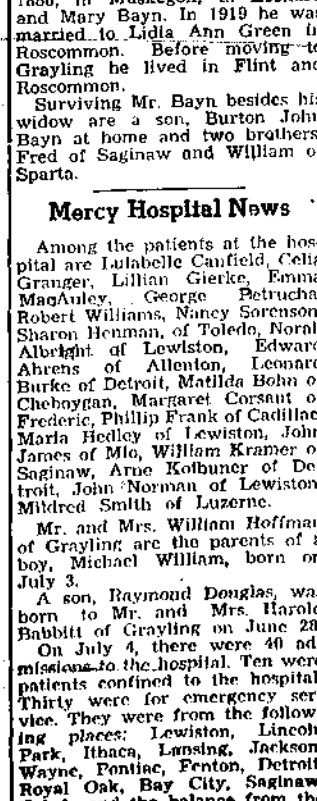 and Mary Bayn. In 1919 he was
married to Lidia Ann Green in
Roscommon. Before moving to
Grayling he lived in Flint and
Roscommon.
Surviving Mr. Bayn besides his
widow are a son, Burton John
Bayn at home and two brothers
Fred of Saginaw and William o
Sparta.
Mercy Hospital News
Among the patients at the hos-
pital are Lulabelle Canfield, Celia
Granger, Lillian Gierke, Emma
MacAuley, George Pietrucha
Robert Williams, Nancy Sorenson
Sharon Henman, of Toledo,
Albright of Lewiston, Edward
Ahrens of Allenton, Leonard
Burke of Detroit, Matilda Bohn o
Cheboygan, Margaret Corsaut o
Frederic, Phillip Frank of Cadillac
Maria Hedley of Lewiston, John
James of Mio, William Kramer o
Saginaw, Arne Kolbuner of De
troit, John Norman of Lewiston
Mildred Smith of Luzerne.
Mr. and Mrs. William Hoffman
of Grayling are the parents of a
boy, Michael William, born on
July 3.
A son, Raymond Douglas, was
born to Mr. and Mrs. Harold
Babbitt of Grayling on June 28
On July 4, there were 40 ad
missions to the hospital. Ten were
patients confined to the hospital
Thirty were for emergency ser
vice. They were from the follow
ing places: Lewiston, Lincoln
Park, Ithaca, Lansing, Jackson
Wayne, Pontiac, Fenton, Detroit
Royal Oak, Bay City, Saginaw
and the balance from the